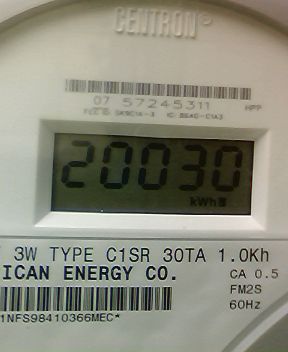 CENTRON®
07 57245311 HPP
20030
kWh
3W TYPE C1SR 30TA 1.0Kh
ICAN ENERGY CO.
CA 0.5
FM2S
60Hz
1NFS98410366MEC*